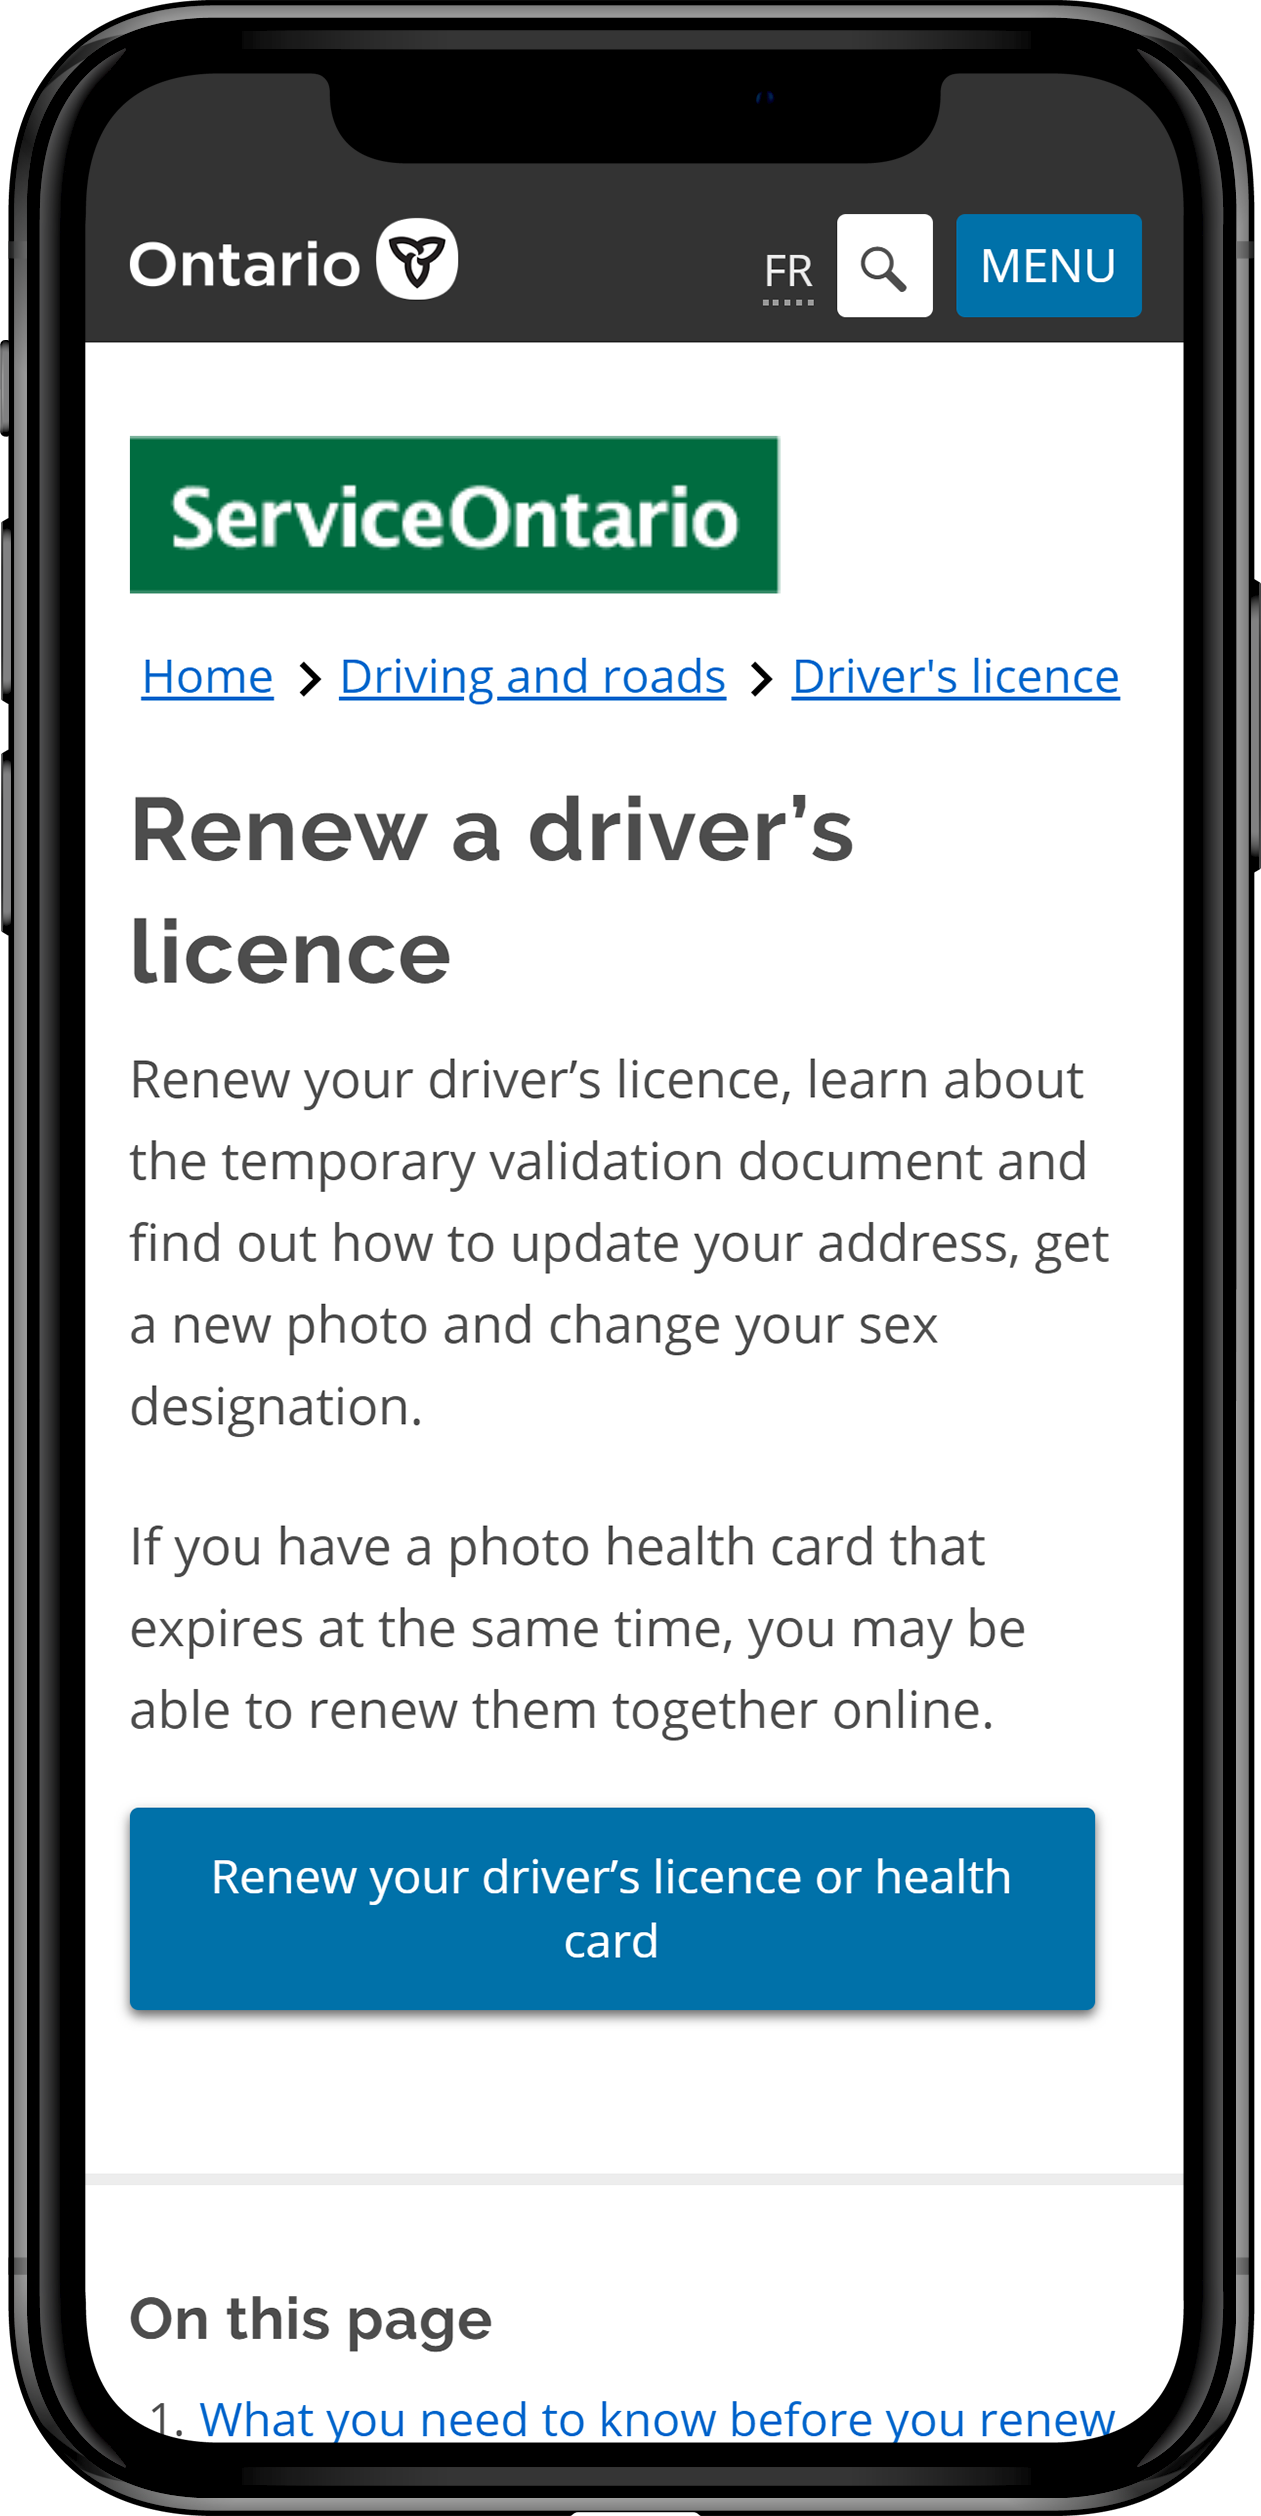 Ontario
FR
MENU
ServiceOntario
Home > Driving and roads > Driver's licence
Renew a driver’s
licence
Renew your driver’s licence, learn about
the temporary validation document and
find out how to update your address, get
a new photo and change your sex
designation.
If you have a photo health card that
expires at the same time, you may be
able to renew them together online.
Renew your driver’s licence or health
card
On this page
1. What you need to know before you renew